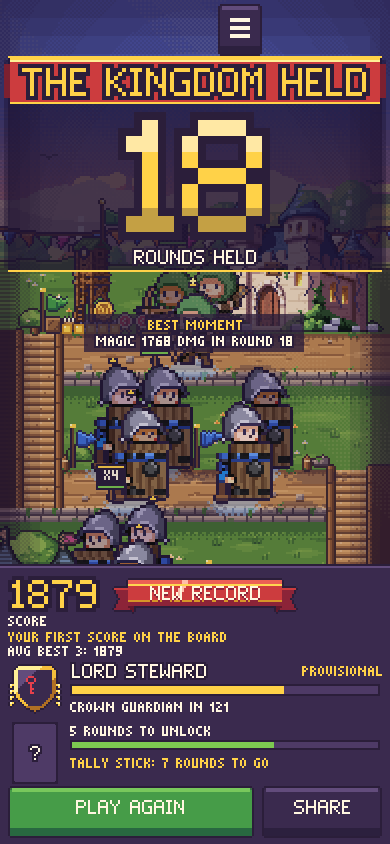 THE KINGDOM HELD
18
ROUNDS HELD
BEST MOMENT
MAGIC 1768 DMG IN ROUND 18
X4
1879
NEW RECORD
SCORE
YOUR FIRST SCORE ON THE BOARD
AVG BEST 3: 1879
LORD STEWARD
PROVISIONAL
CROWN GUARDIAN IN 121
?
5 ROUNDS TO UNLOCK
TALLY STICK: 7 ROUNDS TO GO
PLAY AGAIN
SHARE